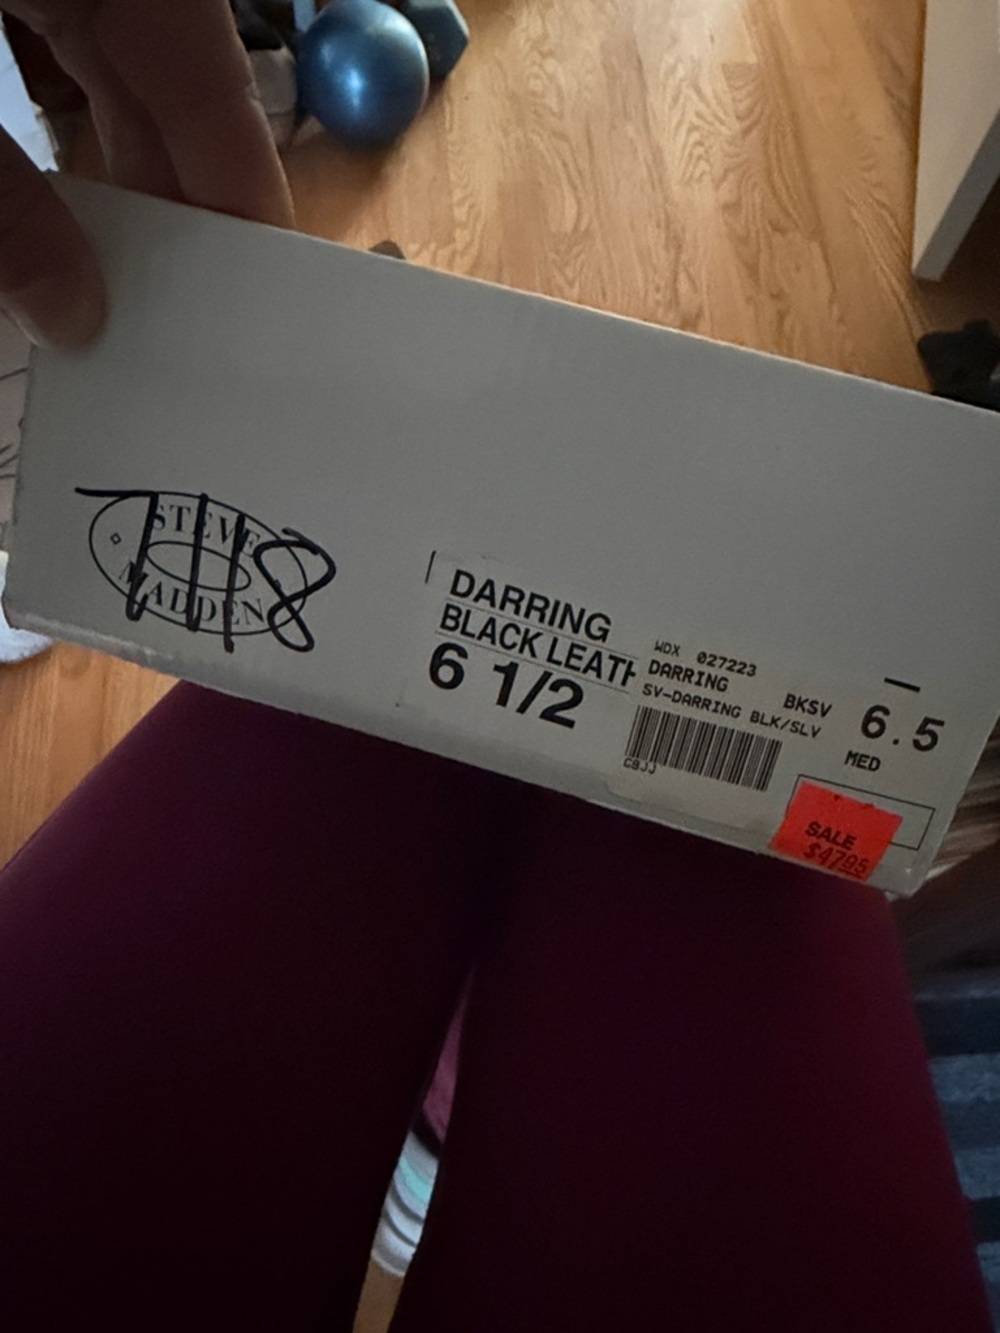 STEVE
MADDEN
DARRING
BLACK LEATH
6 1/2
WDX 027223
DARRING BKSV
SV-DARRING BLK/SLV
6.5
MED
SALE
$47.95